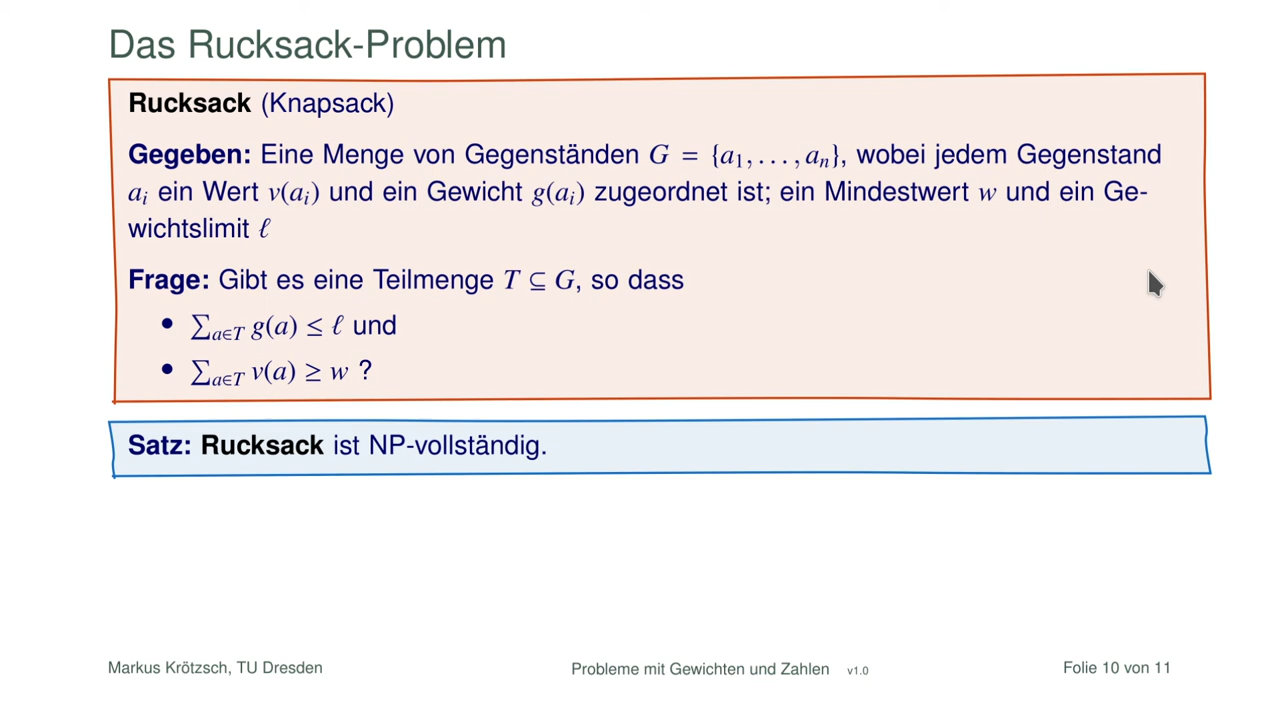 Das Rucksack-Problem
Rucksack (Knapsack)
Gegeben: Eine Menge von Gegenständen G = {a₁, . . . , aₙ}, wobei jedem Gegenstand
aᵢ ein Wert v(aᵢ) und ein Gewicht g(aᵢ) zugeordnet ist; ein Mindestwert w und ein Ge-
wichtslimit ℓ
Frage: Gibt es eine Teilmenge T ⊆ G, so dass
• ∑a∈T g(a) ≤ ℓ und
• ∑a∈T v(a) ≥ w ?
Satz: Rucksack ist NP-vollständig.
Markus Krötzsch, TU Dresden Probleme mit Gewichten und Zahlen v1.0 Folie 10 von 11